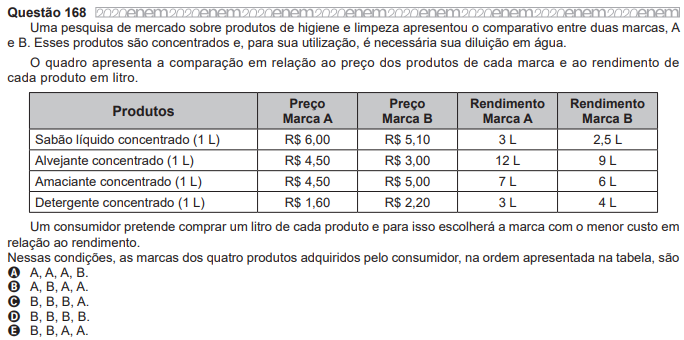 Questão 168 2020enem2020enem2020enem2020enem2020enem2020enem2020enem2020enem2020enem
Uma pesquisa de mercado sobre produtos de higiene e limpeza apresentou o comparativo entre duas marcas, A
e B. Esses produtos são concentrados e, para sua utilização, é necessária sua diluição em água.
O quadro apresenta a comparação em relação ao preço dos produtos de cada marca e ao rendimento de
cada produto em litro.
Produtos Preço Marca A Preço Marca B Rendimento Marca A Rendimento Marca B
Sabão líquido concentrado (1 L) R$ 6,00 R$ 5,10 3 L 2,5 L
Alvejante concentrado (1 L) R$ 4,50 R$ 3,00 12 L 9 L
Amaciante concentrado (1 L) R$ 4,50 R$ 5,00 7 L 6 L
Detergente concentrado (1 L) R$ 1,60 R$ 2,20 3 L 4 L
Um consumidor pretende comprar um litro de cada produto e para isso escolherá a marca com o menor custo em
relação ao rendimento.
Nessas condições, as marcas dos quatro produtos adquiridos pelo consumidor, na ordem apresentada na tabela, são
A A, A, A, B.
B A, B, A, A.
C B, B, B, A.
D B, B, B, B.
E B, B, A, A.